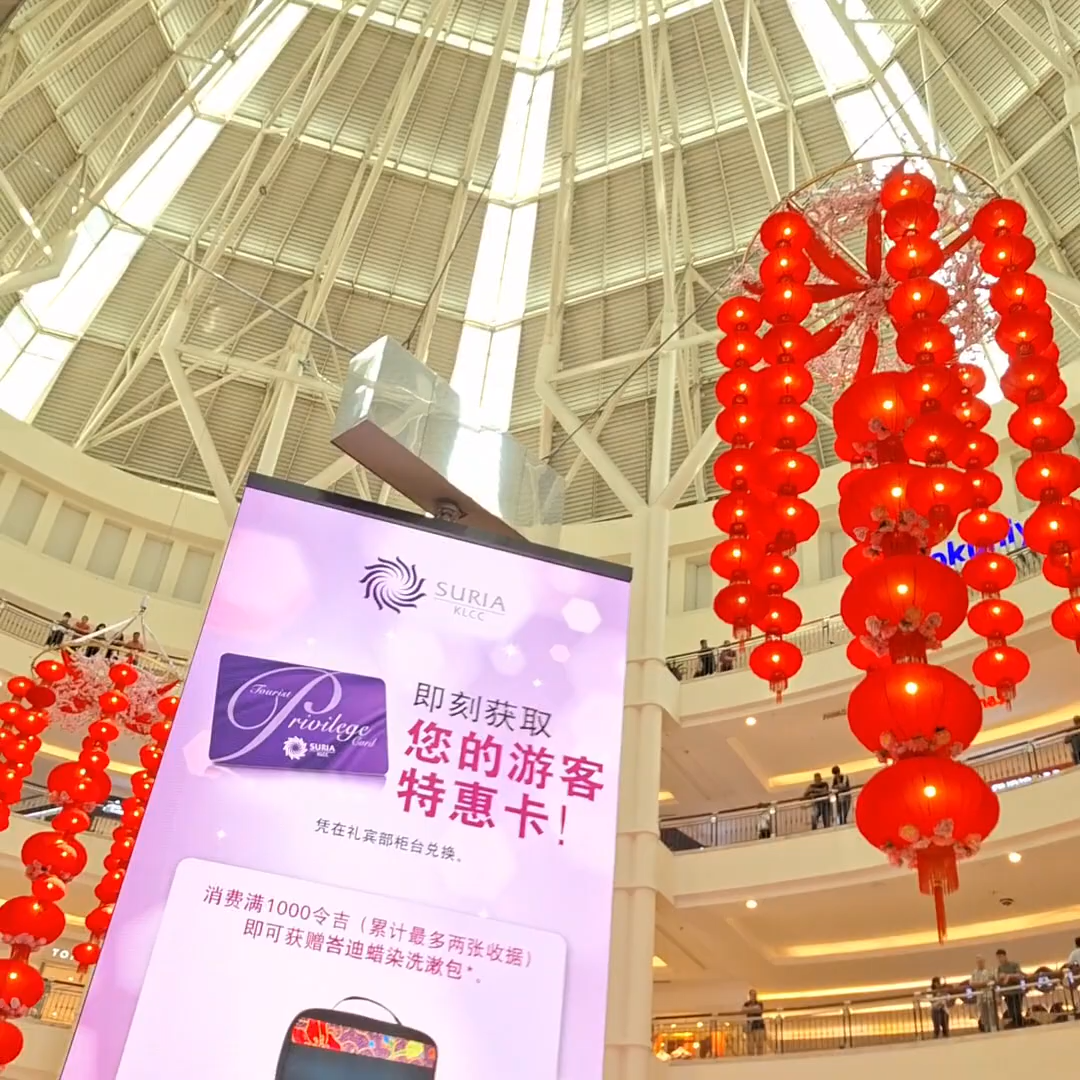 SURIA
KLCC
Tourist
Privilege
Card
SURIA
KLCC
即刻获取
您的游客
特惠卡！
凭在礼宾部柜台兑换。
消费满1000令吉（累计最多两张收据）
即可获赠峇迪蜡染洗漱包*。